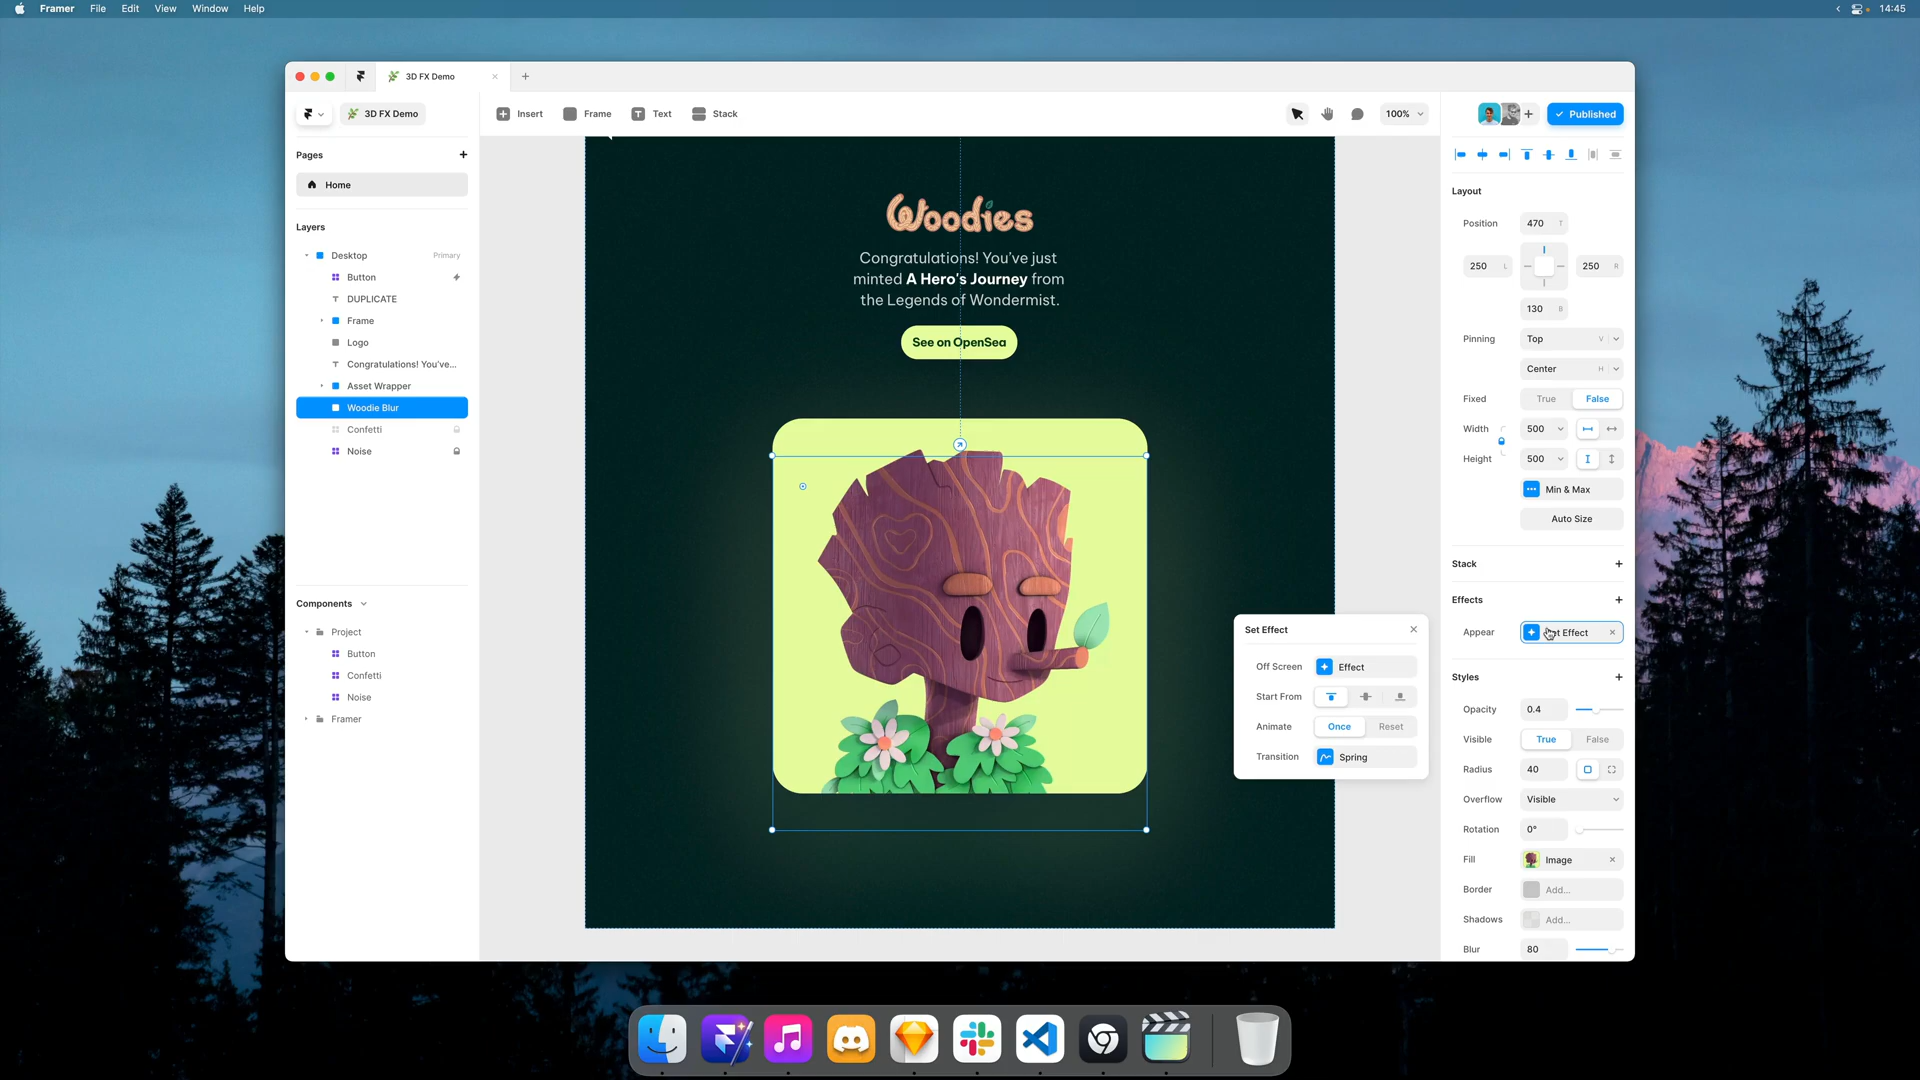 Framer File Edit View Window Help
14:45
3D FX Demo
3D FX Demo
Insert Frame Text Stack
100%
Published
Pages
Home
Layers
Desktop Primary
Button
DUPLICATE
Frame
Logo
Congratulations! You've...
Asset Wrapper
Woodie Blur
Confetti
Noise
Components
Project
Button
Confetti
Noise
Framer
Woodies
Congratulations! You've just
minted A Hero's Journey from
the Legends of Wondermist.
See on OpenSea
Set Effect
Off Screen Effect
Start From
Animate Once Reset
Transition Spring
Layout
Position 470 T
250 L 250 R
130 B
Pinning Top V
Center H
Fixed True False
Width 500
Height 500
Min & Max
Auto Size
Stack
Effects
Appear Effect
Styles
Opacity 0.4
Visible True False
Radius 40
Overflow Visible
Rotation 0°
Fill Image
Border Add...
Shadows Add...
Blur 80